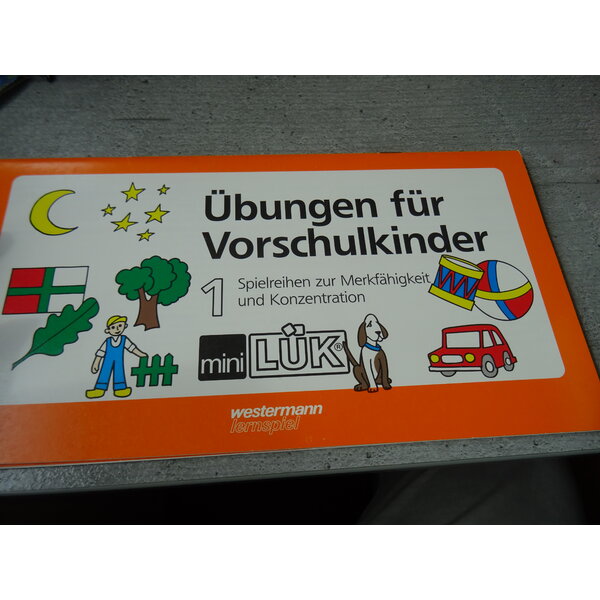 Übungen für
Vorschulkinder
1 Spielreihen zur Merkfähigkeit
und Konzentration
mini LÜK®
westermann
lernspiel